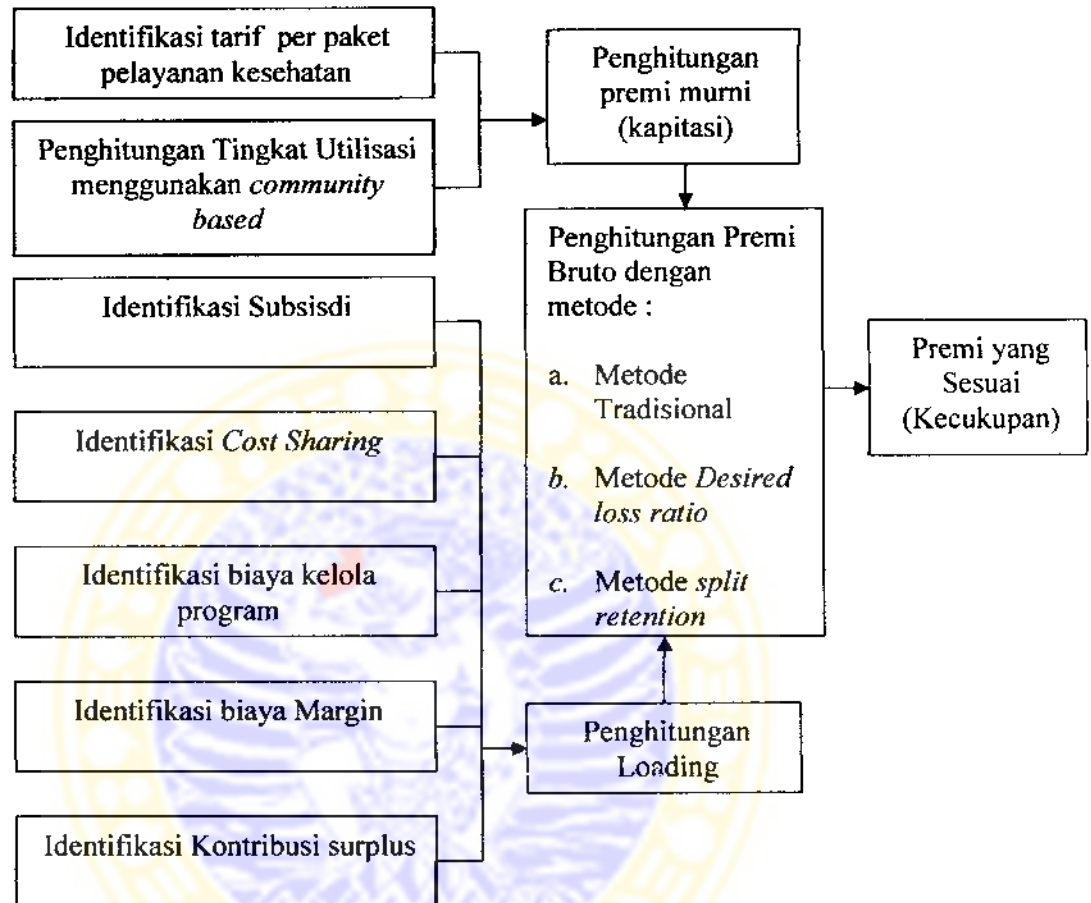 Identifikasi tarif per paket
pelayanan kesehatan
Penghitungan Tingkat Utilisasi
menggunakan community
based
Identifikasi Subsisdi
Identifikasi Cost Sharing
Identifikasi biaya kelola
program
Identifikasi biaya Margin
Identifikasi Kontribusi surplus
Penghitungan
premi murni
(kapitasi)
Penghitungan Premi
Bruto dengan
metode :
a. Metode
Tradisional
b. Metode Desired
loss ratio
c. Metode split
retention
Penghitungan
Loading
Premi yang
Sesuai
(Kecukupan)